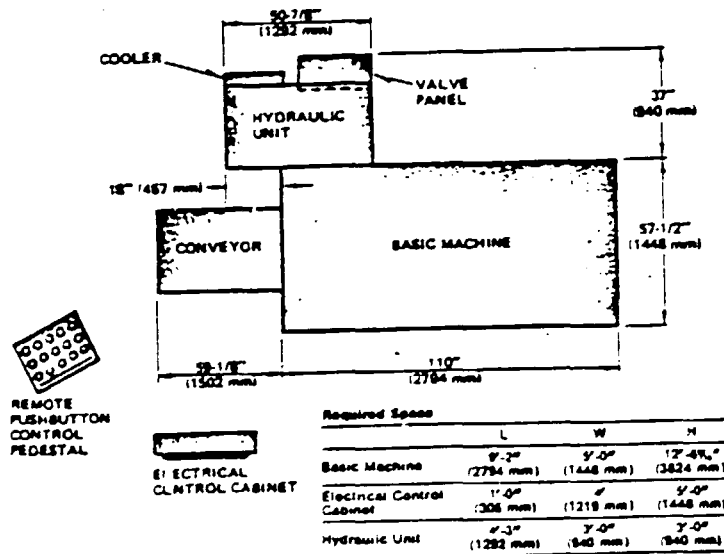 50-7/8"
(1292 mm)
COOLER
VALVE
PANEL
HYDRAULIC
UNIT
37"
(940 mm)
18" (457 mm)
CONVEYOR
BASIC MACHINE
57-1/2"
(1448 mm)
59-1/8"
(1502 mm)
110"
(2794 mm)
REMOTE
PUSHBUTTON
CONTROL
PEDESTAL
ELECTRICAL
CONTROL CABINET
Required Space
L W H
Basic Machine 9'-2" 5'-0"
(2794 mm) (1448 mm) (3824 mm)
Electrical Control 1'-0" 4' 5'-0"
Cabinet (305 mm) (1219 mm) (1448 mm)
Hydraulic Unit 4'-3" 3'-0" 3'-0"
(1292 mm) (940 mm) (940 mm)